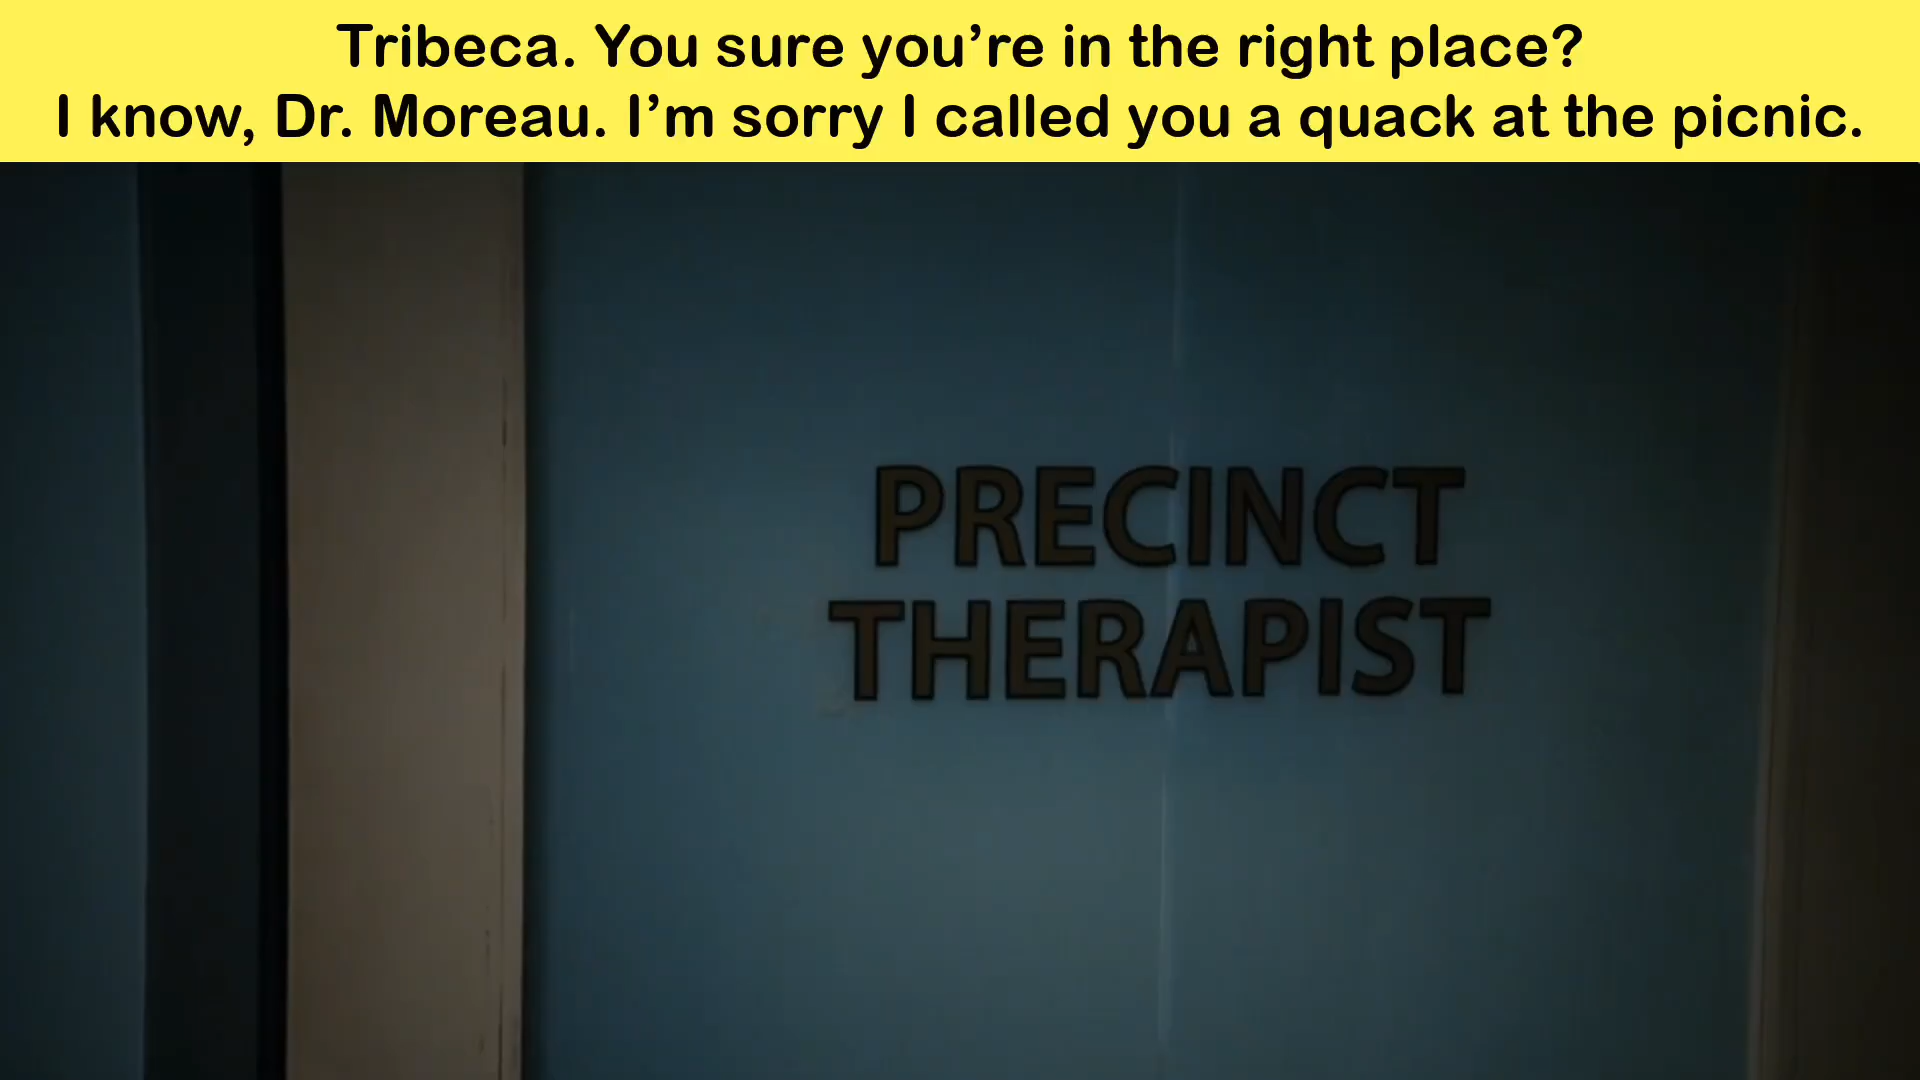 Tribeca. You sure you’re in the right place?
I know, Dr. Moreau. I’m sorry I called you a quack at the picnic.
PRECINCT
THERAPIST